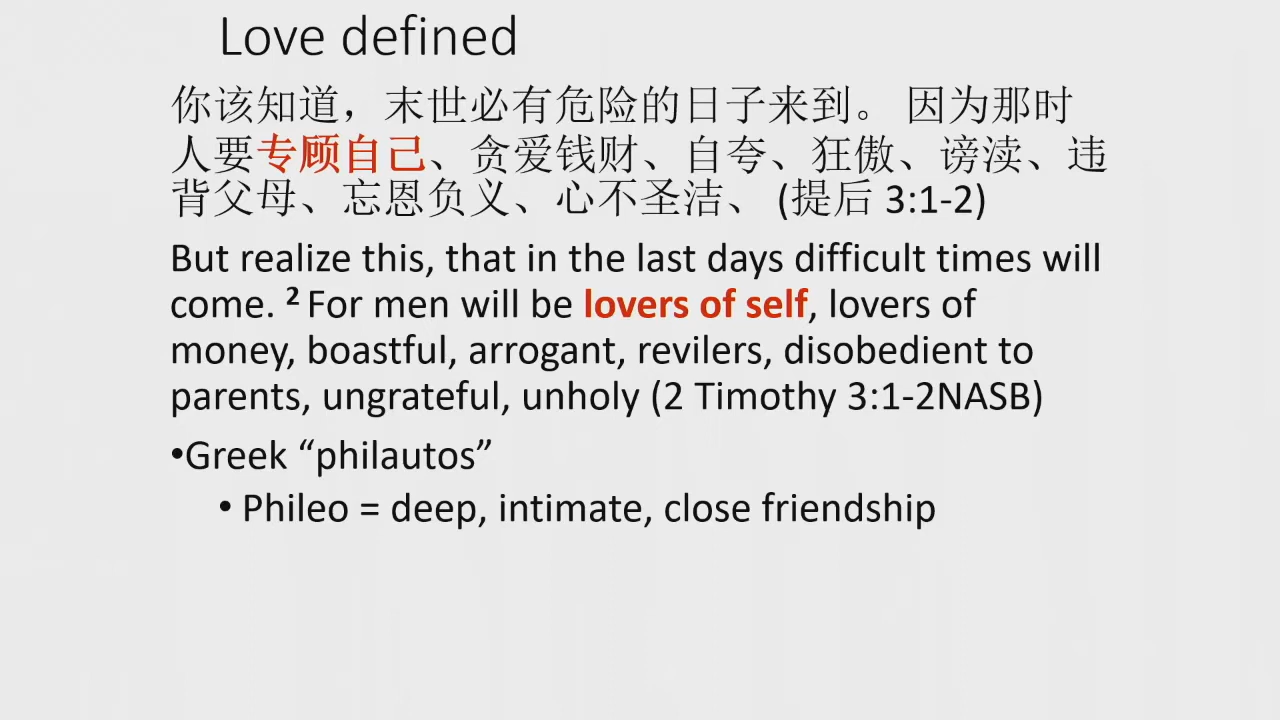 Love defined
你该知道，末世必有危险的日子来到。 因为那时
人要专顾自己、贪爱钱财、自夸、狂傲、谤渎、违
背父母、忘恩负义、心不圣洁、 (提后 3:1-2)
But realize this, that in the last days difficult times will
come. ² For men will be lovers of self, lovers of
money, boastful, arrogant, revilers, disobedient to
parents, ungrateful, unholy (2 Timothy 3:1-2NASB)
•Greek “philautos”
• Phileo = deep, intimate, close friendship